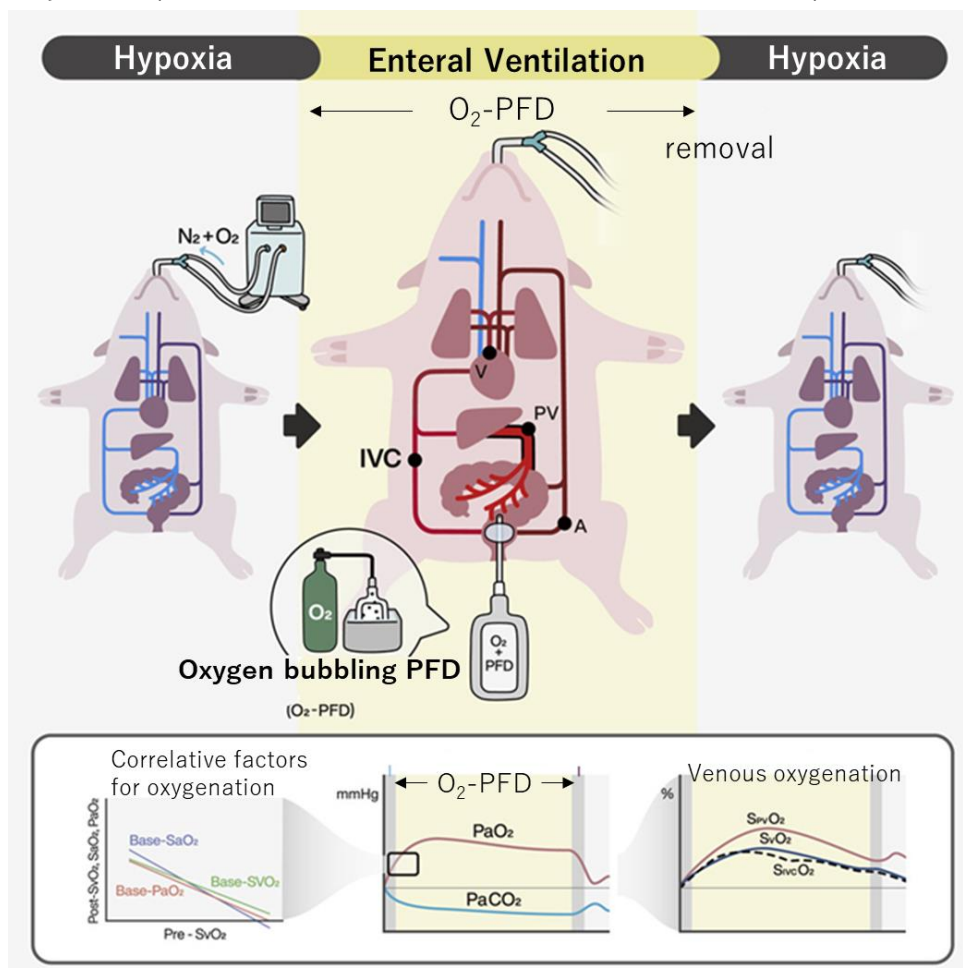 Hypoxia
Enteral Ventilation
Hypoxia
O₂-PFD
removal
N₂+O₂
V
PV
IVC
A
O₂
O₂
+
PFD
Oxygen bubbling PFD
(O₂-PFD)
Correlative factors
for oxygenation
Post-SvO₂, SaO₂, PaO₂
Base-SaO₂
Base-SVO₂
Base-PaO₂
Pre - SvO₂
mmHg
O₂-PFD
PaO₂
PaCO₂
Venous oxygenation
%
SPVO₂
SVO₂
SIVCO₂